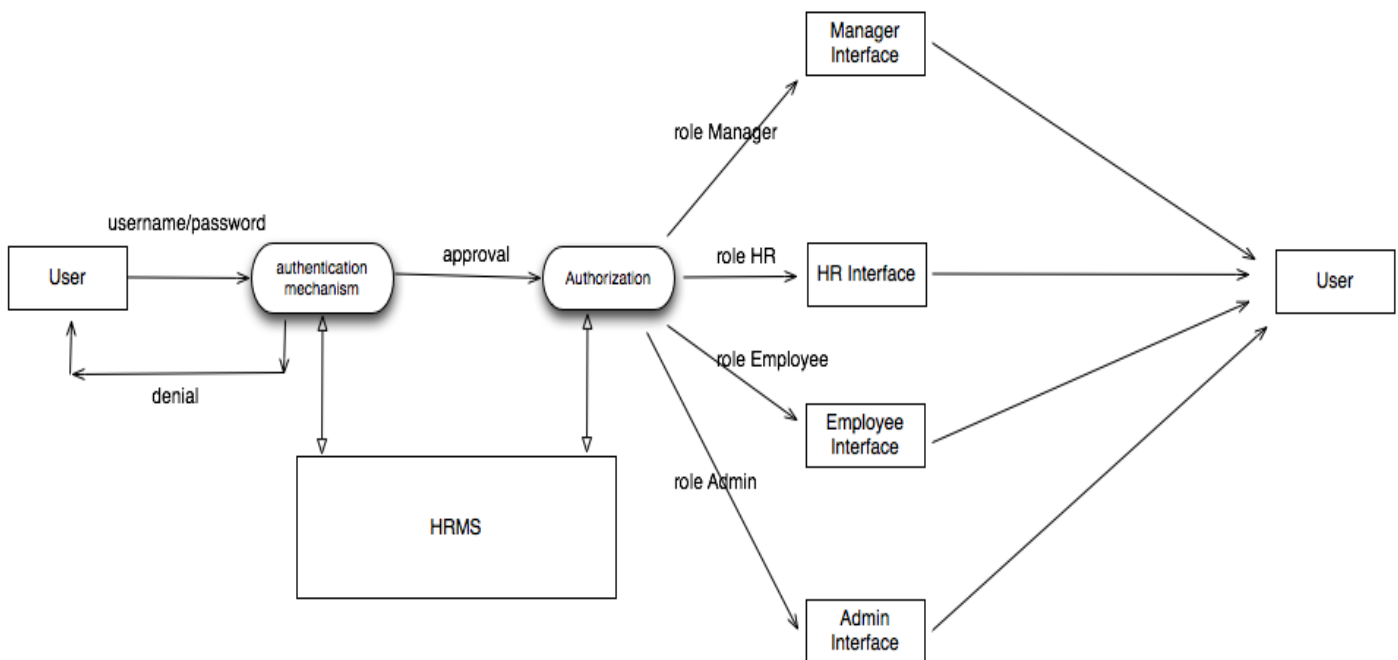 Manager
Interface
role Manager
username/password
User
authentication
mechanism
approval
Authorization
role HR
HR Interface
User
denial
role Employee
Employee
Interface
role Admin
HRMS
Admin
Interface